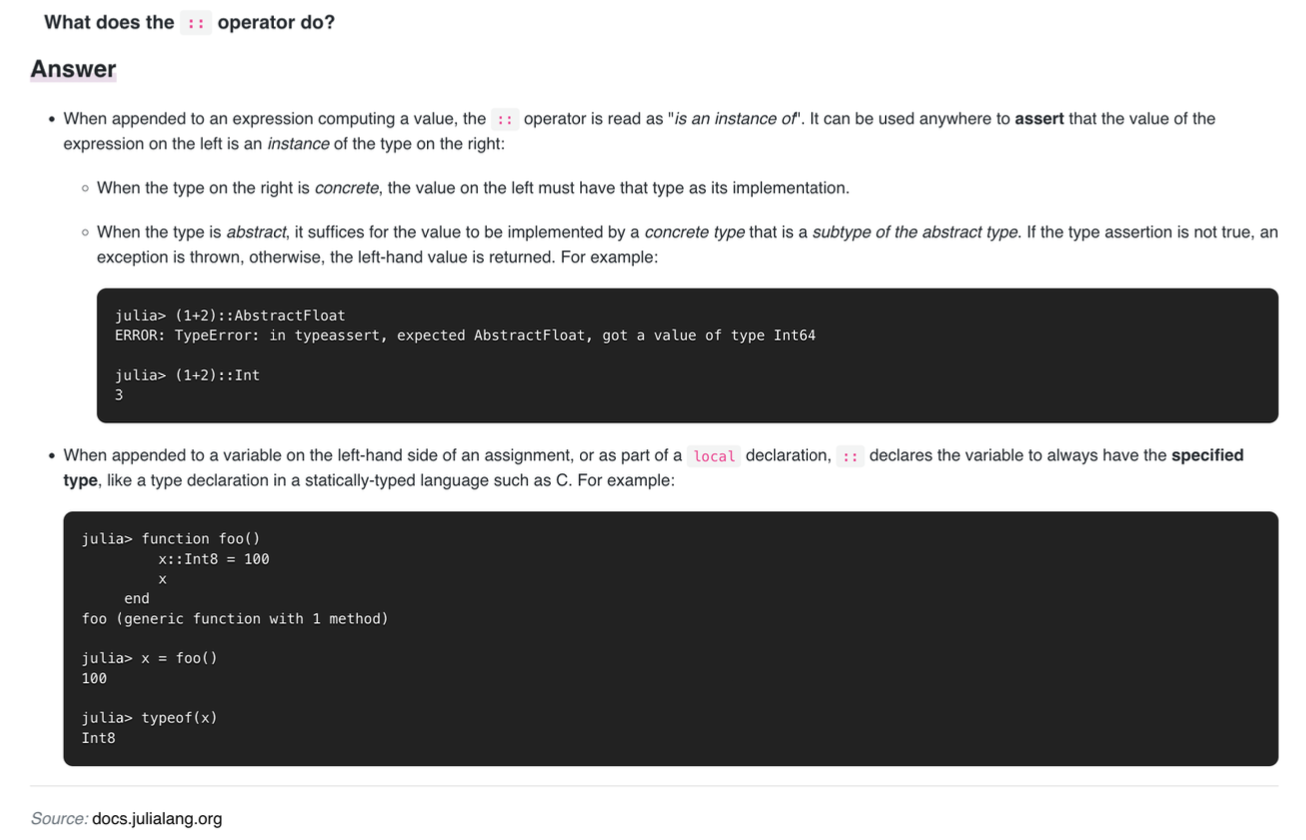 What does the :: operator do?
Answer
• When appended to an expression computing a value, the :: operator is read as "is an instance of". It can be used anywhere to assert that the value of the
expression on the left is an instance of the type on the right:
◦ When the type on the right is concrete, the value on the left must have that type as its implementation.
◦ When the type is abstract, it suffices for the value to be implemented by a concrete type that is a subtype of the abstract type. If the type assertion is not true, an
exception is thrown, otherwise, the left-hand value is returned. For example:
julia> (1+2)::AbstractFloat
ERROR: TypeError: in typeassert, expected AbstractFloat, got a value of type Int64
julia> (1+2)::Int
3
• When appended to a variable on the left-hand side of an assignment, or as part of a local declaration, :: declares the variable to always have the specified
type, like a type declaration in a statically-typed language such as C. For example:
julia> function foo()
x::Int8 = 100
x
end
foo (generic function with 1 method)
julia> x = foo()
100
julia> typeof(x)
Int8
Source: docs.julialang.org